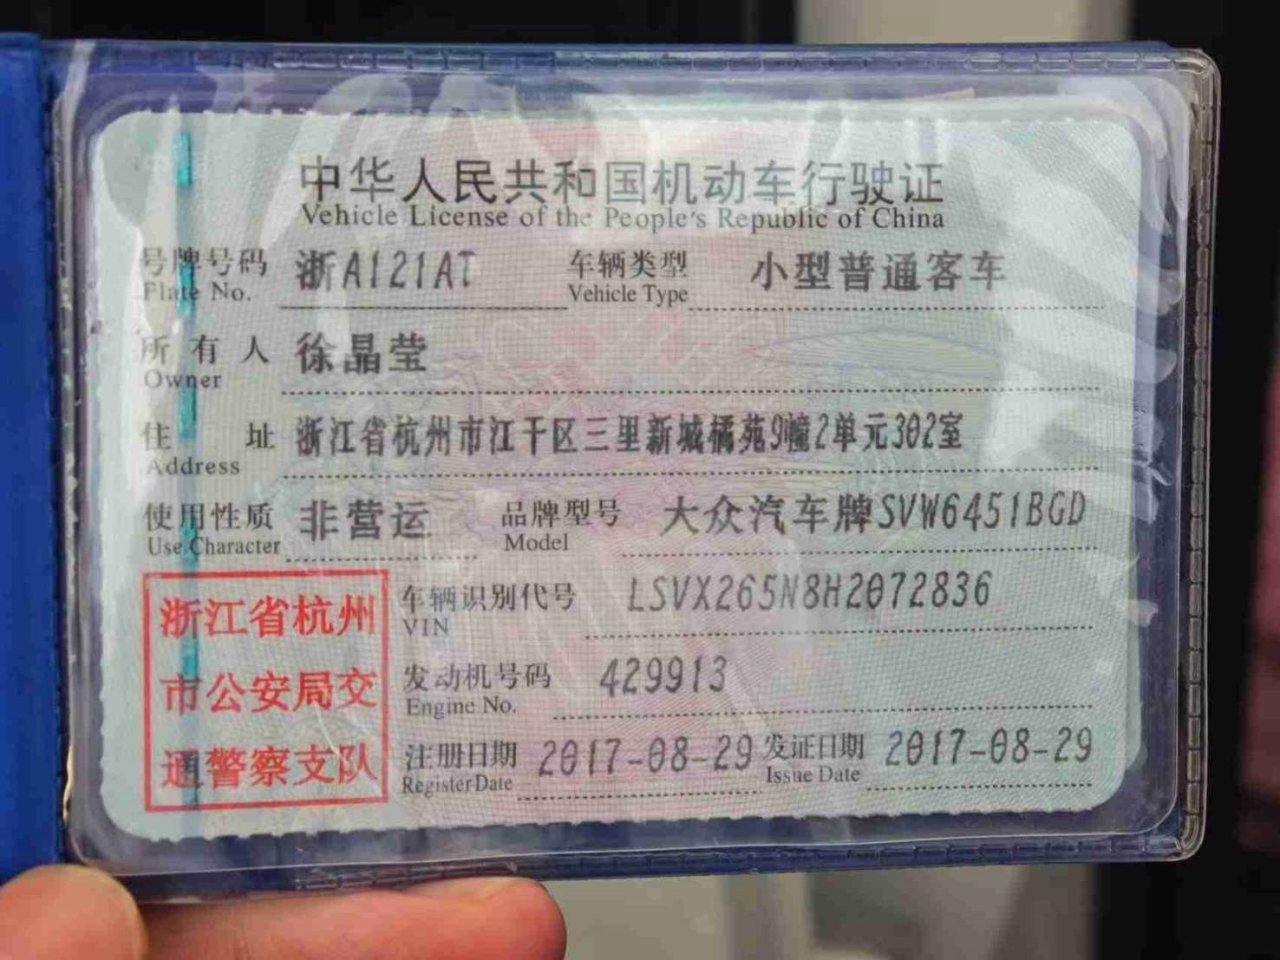 中华人民共和国机动车行驶证
Vehicle License of the People's Republic of China
号牌号码 浙A121AT 车辆类型 小型普通客车
Plate No. Vehicle Type
所有人 徐晶莹
Owner
住址 浙江省杭州市江干区三里新城橘苑9幢2单元302室
Address
使用性质 非营运 品牌型号 大众汽车牌SVW6451BGD
Use Character Model
浙江省杭州
市公安局交
通警察支队
车辆识别代号 LSVX265N8H2072836
VIN
发动机号码 429913
Engine No.
注册日期 2017-08-29 发证日期 2017-08-29
Register Date Issue Date